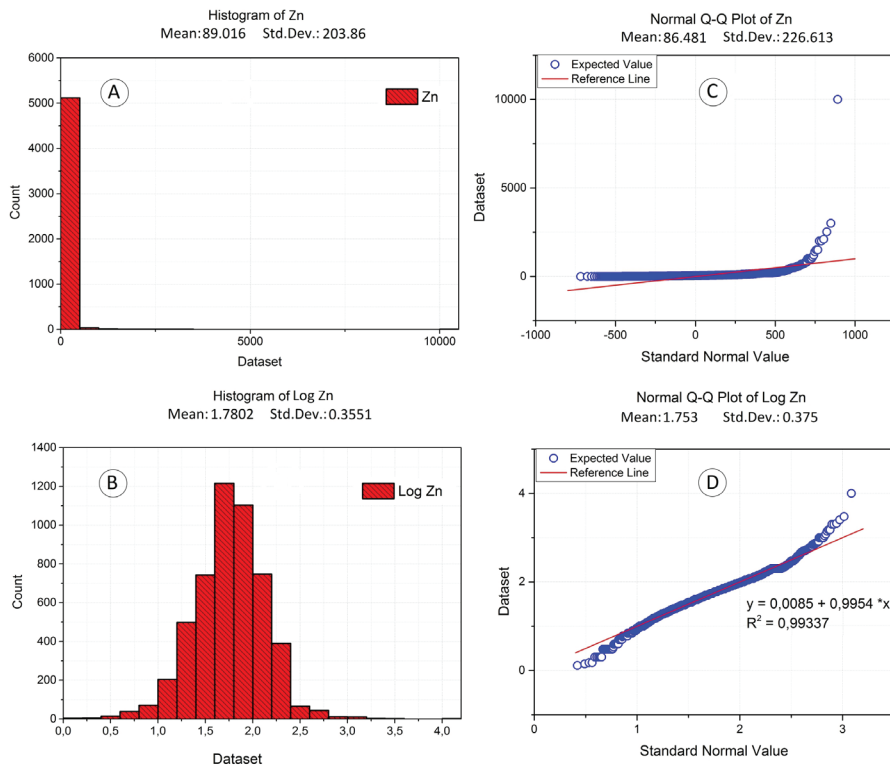 Histogram of Zn
Mean:89.016 Std.Dev.: 203.86
A
Zn
6000
5000
4000
3000
2000
1000
0
Count
0 5000 10000
Dataset
Normal Q-Q Plot of Zn
Mean:86.481 Std.Dev.: 226.613
Expected Value
Reference Line
C
10000
5000
0
Dataset
-1000 -500 0 500 1000
Standard Normal Value
Histogram of Log Zn
Mean:1.7802 Std.Dev.:0.3551
B
Log Zn
1400
1200
1000
800
600
400
200
0
Count
0,0 0,5 1,0 1,5 2,0 2,5 3,0 3,5 4,0
Dataset
Normal Q-Q Plot of Log Zn
Mean:1.753 Std.Dev.:0.375
Expected Value
Reference Line
D
4
2
0
Dataset
y = 0,0085 + 0,9954 *x
R² = 0,99337
0 1 2 3
Standard Normal Value